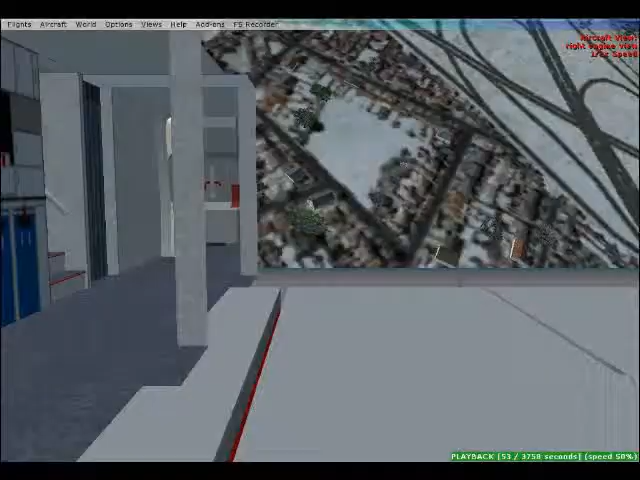 Flights Aircraft World Options Views Help Add-ons FS Recorder
Aircraft View:
right engine view
1/2x Speed
PLAYBACK [53 / 3758 seconds] (speed 50%)